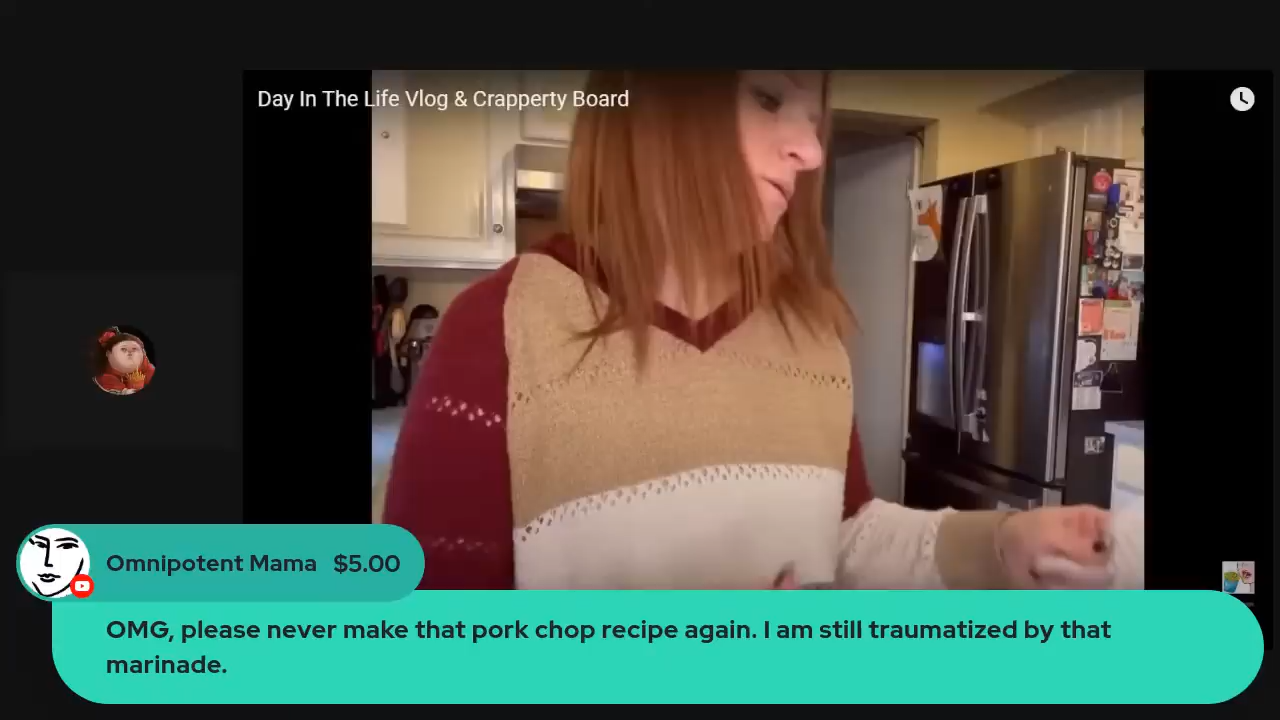 Day In The Life Vlog & Crapperty Board
Omnipotent Mama $5.00
OMG, please never make that pork chop recipe again. I am still traumatized by that
marinade.